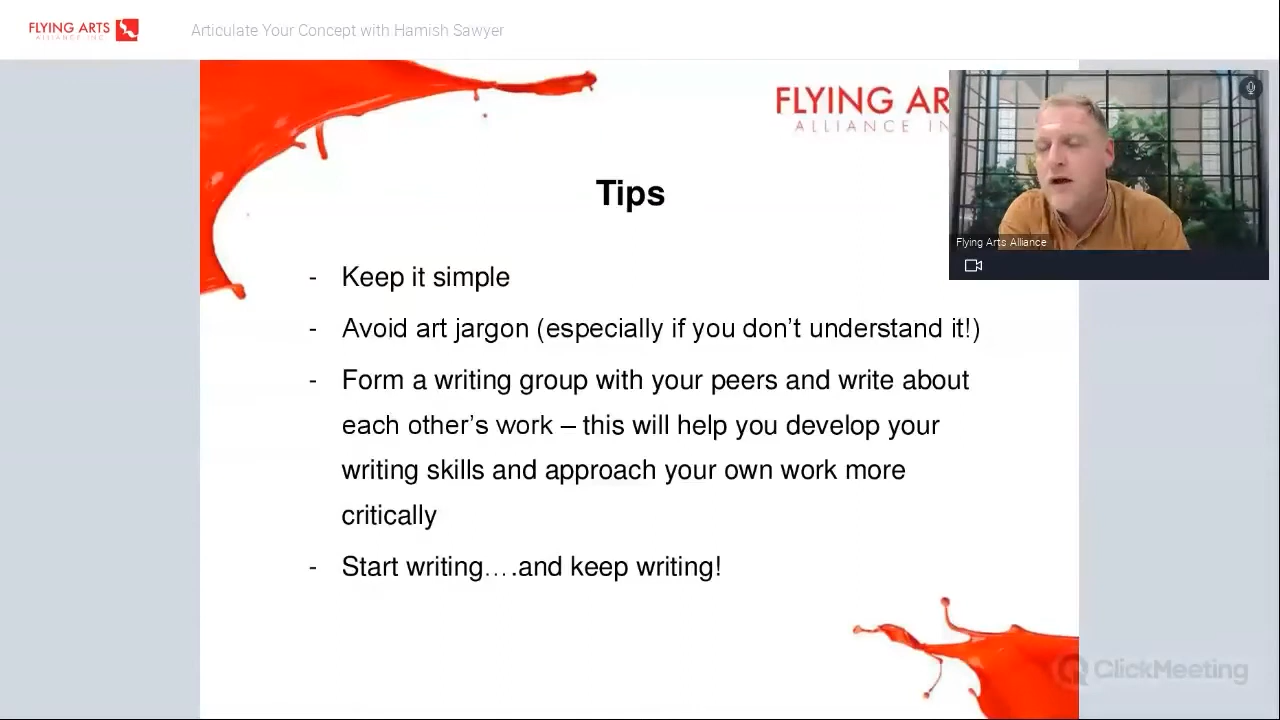 FLYING ARTS
ALLIANCE INC
Articulate Your Concept with Hamish Sawyer
FLYING AR
ALLIANCE IN
Flying Arts Alliance
Tips
- Keep it simple
- Avoid art jargon (especially if you don’t understand it!)
- Form a writing group with your peers and write about
each other’s work – this will help you develop your
writing skills and approach your own work more
critically
- Start writing….and keep writing!
ClickMeeting